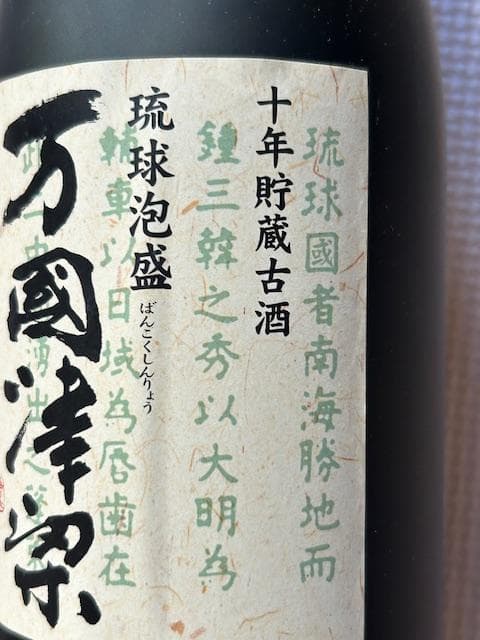 十年貯蔵古酒
琉球國者南海勝地而
鍾三韓之秀以大明為
輔車以日域為唇歯在
琉球泡盛
ばんこくしんりょう
万國津梁